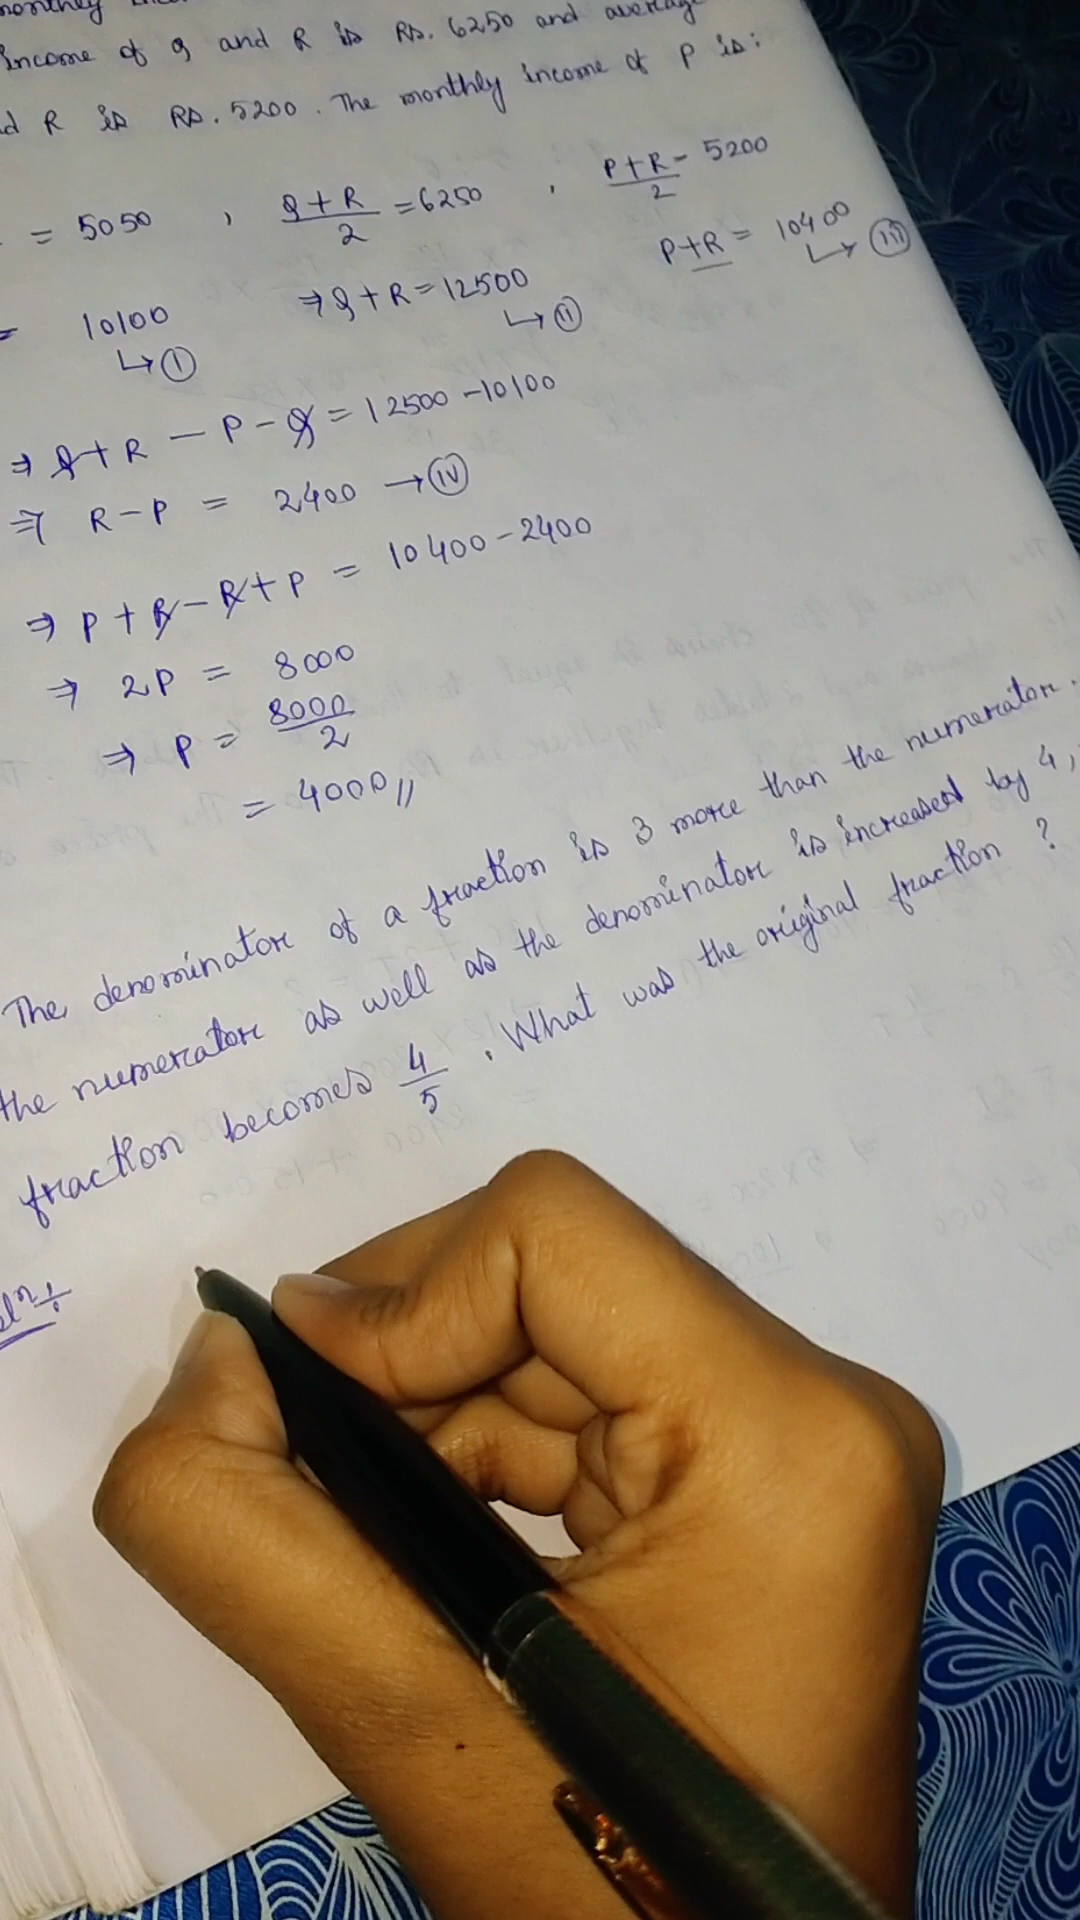 monthly
income of Q and R is Rs. 6250 and average
d R is Rs. 5200. The monthly income of P is:
= 5050 , Q+R/2 = 6250 , P+R/2 = 5200
= 10100 ⇒ Q+R = 12500 P+R = 10400
↳ (I) ↳ (II) ↳ (III)
⇒ Q+R - P - Q = 12500 - 10100
⇒ R-P = 2400 → (IV)
⇒ P + R - R + P = 10400 - 2400
⇒ 2P = 8000
⇒ P = 8000/2
= 4000 //
The denominator of a fraction is 3 more than the numerator.
the numerator as well as the denominator is increased by 4,
fraction becomes 4/5 . What was the original fraction ?